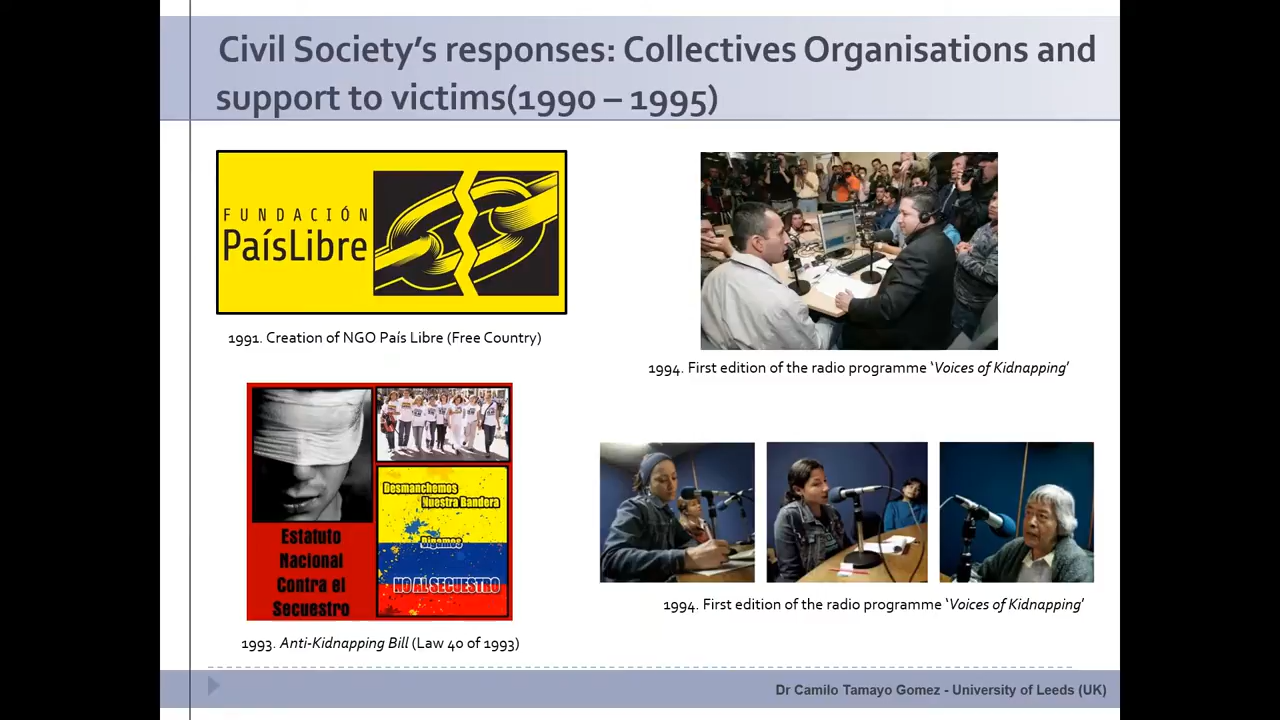 Civil Society’s responses: Collectives Organisations and
support to victims(1990 – 1995)
FUNDACIÓN
PaísLibre
1991. Creation of NGO País Libre (Free Country)
1994. First edition of the radio programme ‘Voices of Kidnapping’
Estatuto
Nacional
Contra el
Secuestro
Desmanchemos
Nuestra Bandera
Digamos
NO AL SECUESTRO
1993. Anti-Kidnapping Bill (Law 40 of 1993)
1994. First edition of the radio programme ‘Voices of Kidnapping’
Dr Camilo Tamayo Gomez - University of Leeds (UK)